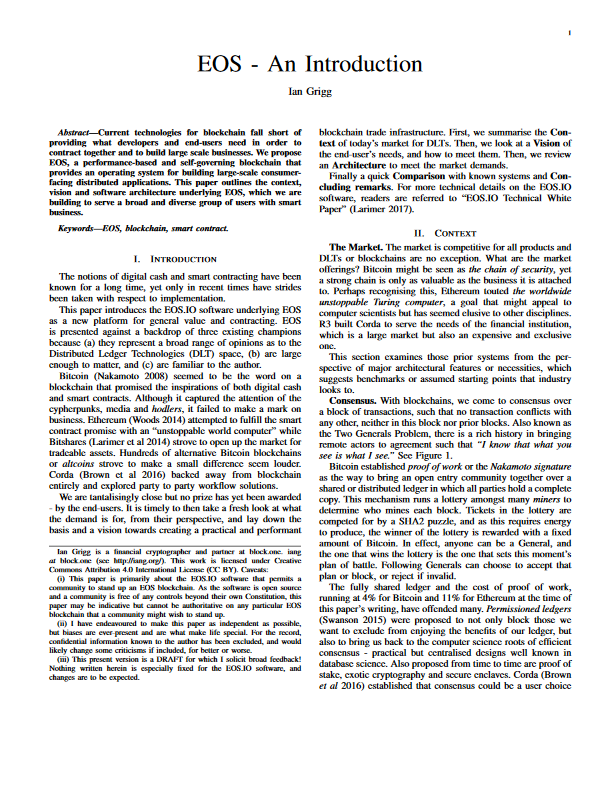 1
EOS - An Introduction
Ian Grigg
Abstract—Current technologies for blockchain fall short of
providing what developers and end-users need in order to
contract together and to build large scale businesses. We propose
EOS, a performance-based and self-governing blockchain that
provides an operating system for building large-scale consumer-
facing distributed applications. This paper outlines the context,
vision and software architecture underlying EOS, which we are
building to serve a broad and diverse group of users with smart
business.
Keywords—EOS, blockchain, smart contract.
I. Introduction
The notions of digital cash and smart contracting have been
known for a long time, yet only in recent times have strides
been taken with respect to implementation.
This paper introduces the EOS.IO software underlying EOS
as a new platform for general value and contracting. EOS
is presented against a backdrop of three existing champions
because (a) they represent a broad range of opinions as to the
Distributed Ledger Technologies (DLT) space, (b) are large
enough to matter, and (c) are familiar to the author.
Bitcoin (Nakamoto 2008) seemed to be the word on a
blockchain that promised the inspirations of both digital cash
and smart contracts. Although it captured the attention of the
cypherpunks, media and hodlers, it failed to make a mark on
business. Ethereum (Woods 2014) attempted to fulfill the smart
contract promise with an “unstoppable world computer” while
Bitshares (Larimer et al 2014) strove to open up the market for
tradeable assets. Hundreds of alternative Bitcoin blockchains
or altcoins strove to make a small difference seem louder.
Corda (Brown et al 2016) backed away from blockchain
entirely and explored party to party workflow solutions.
We are tantalisingly close but no prize has yet been awarded
- by the end-users. It is timely to then take a fresh look at what
the demand is for, from their perspective, and lay down the
basis and a vision towards creating a practical and performant
Ian Grigg is a financial cryptographer and partner at block.one. iang
at block.one (see http://iang.org/). This work is licensed under Creative
Commons Attribution 4.0 International License (CC BY). Caveats:
(i) This paper is primarily about the EOS.IO software that permits a
community to stand up an EOS blockchain. As the software is open source
and a community is free of any controls beyond their own Constitution, this
paper may be indicative but cannot be authoritative on any particular EOS
blockchain that a community might wish to stand up.
(ii) I have endeavoured to make this paper as independent as possible,
but biases are ever-present and are what make life special. For the record,
confidential information known to the author has been excluded, and would
likely change some criticisms if included, for better or worse.
(iii) This present version is a DRAFT for which I solicit broad feedback!
Nothing written herein is especially fixed for the EOS.IO software, and
changes are to be expected.
blockchain trade infrastructure. First, we summarise the Con-
text of today’s market for DLTs. Then, we look at a Vision of
the end-user’s needs, and how to meet them. Then, we review
an Architecture to meet the market demands.
Finally a quick Comparison with known systems and Con-
cluding remarks. For more technical details on the EOS.IO
software, readers are referred to “EOS.IO Technical White
Paper” (Larimer 2017).
II. Context
The Market. The market is competitive for all products and
DLTs or blockchains are no exception. What are the market
offerings? Bitcoin might be seen as the chain of security, yet
a strong chain is only as valuable as the business it is attached
to. Perhaps recognising this, Ethereum touted the worldwide
unstoppable Turing computer, a goal that might appeal to
computer scientists but has seemed elusive to other disciplines.
R3 built Corda to serve the needs of the financial institution,
which is a large market but also an expensive and exclusive
one.
This section examines those prior systems from the per-
spective of major architectural features or necessities, which
suggests benchmarks or assumed starting points that industry
looks to.
Consensus. With blockchains, we come to consensus over
a block of transactions, such that no transaction conflicts with
any other, neither in this block nor prior blocks. Also known as
the Two Generals Problem, there is a rich history in bringing
remote actors to agreement such that “I know that what you
see is what I see.” See Figure 1.
Bitcoin established proof of work or the Nakamoto signature
as the way to bring an open entry community together over a
shared or distributed ledger in which all parties hold a complete
copy. This mechanism runs a lottery amongst many miners to
determine who mines each block. Tickets in the lottery are
competed for by a SHA2 puzzle, and as this requires energy
to produce, the winner of the lottery is rewarded with a fixed
amount of Bitcoin. In effect, anyone can be a General, and
the one that wins the lottery is the one that sets this moment’s
plan of battle. Following Generals can choose to accept that
plan or block, or reject if invalid.
The fully shared ledger and the cost of proof of work,
running at 4% for Bitcoin and 11% for Ethereum at the time of
this paper’s writing, have offended many. Permissioned ledgers
(Swanson 2015) were proposed to not only block those we
want to exclude from enjoying the benefits of our ledger, but
also to bring us back to the computer science roots of efficient
consensus - practical but centralised designs well known in
database science. Also proposed from time to time are proof of
stake, exotic cryptography and secure enclaves. Corda (Brown
et al 2016) established that consensus could be a user choice